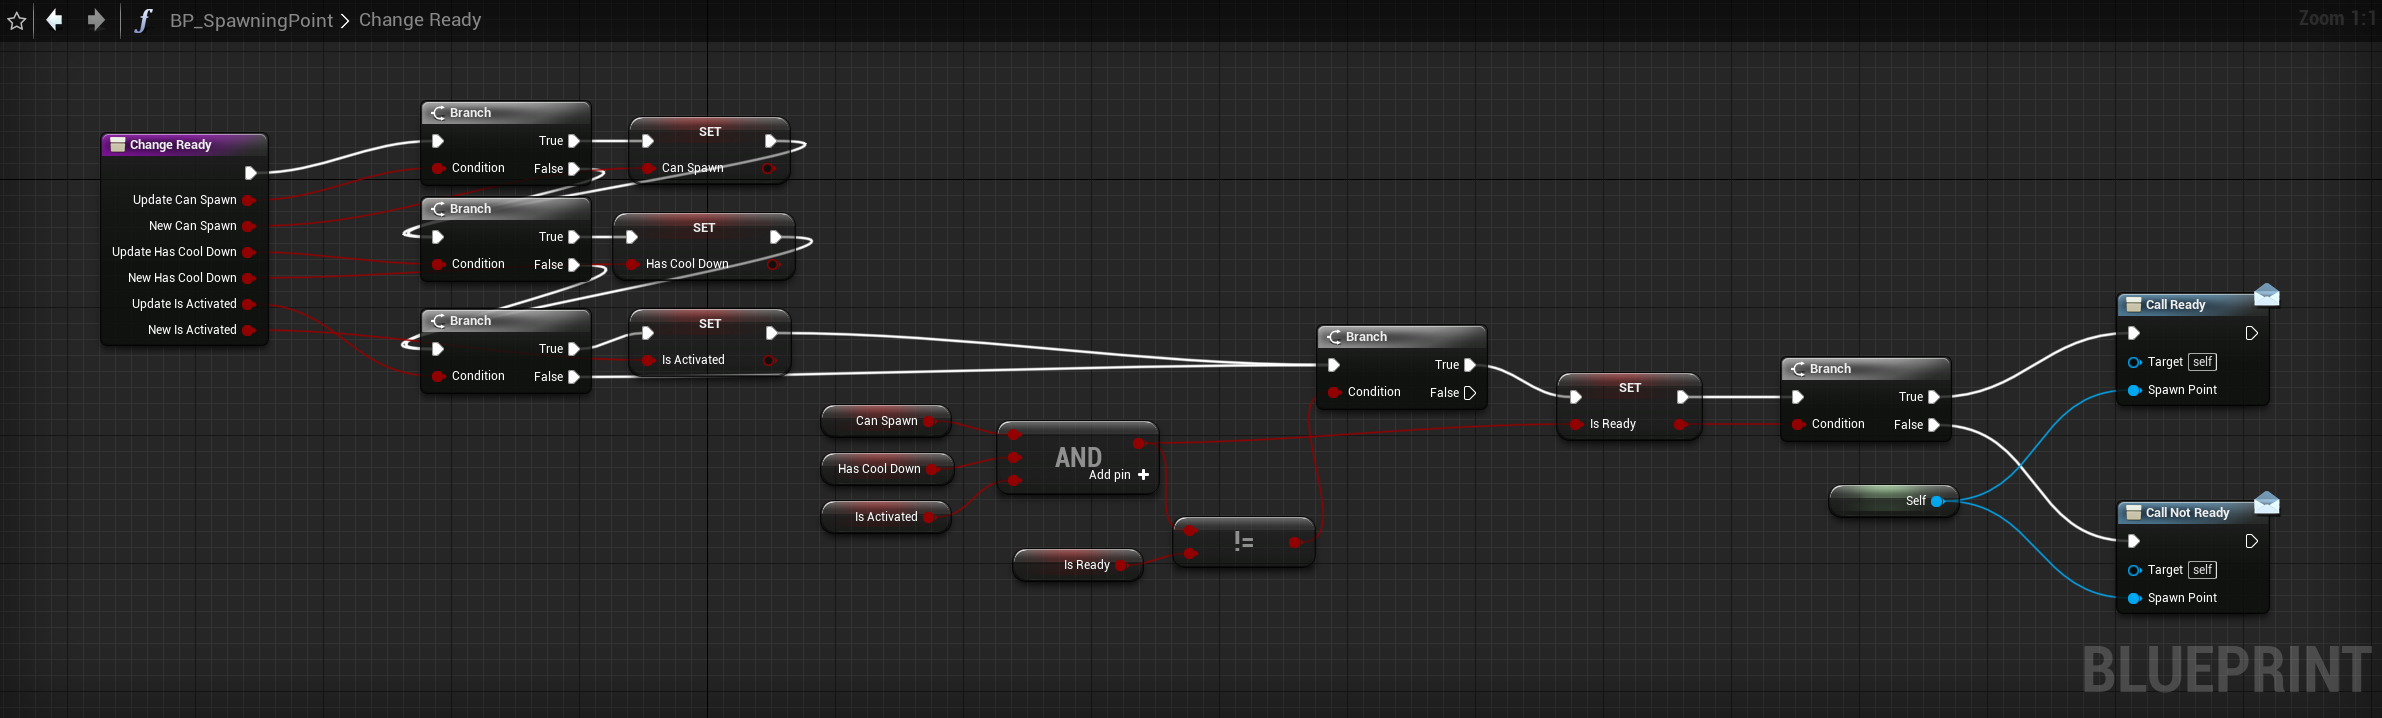 BP_SpawningPoint > Change Ready
Zoom 1:1
Change Ready
Update Can Spawn
New Can Spawn
Update Has Cool Down
New Has Cool Down
Update Is Activated
New Is Activated
Branch
True
Condition
False
SET
Can Spawn
Branch
True
Condition
False
SET
Has Cool Down
Branch
True
Condition
False
SET
Is Activated
Can Spawn
Has Cool Down
Is Activated
AND
Add pin +
Is Ready
!=
Branch
True
Condition
False
SET
Is Ready
Branch
True
Condition
False
Self
Call Ready
Target self
Spawn Point
Call Not Ready
Target self
Spawn Point
BLUEPRINT